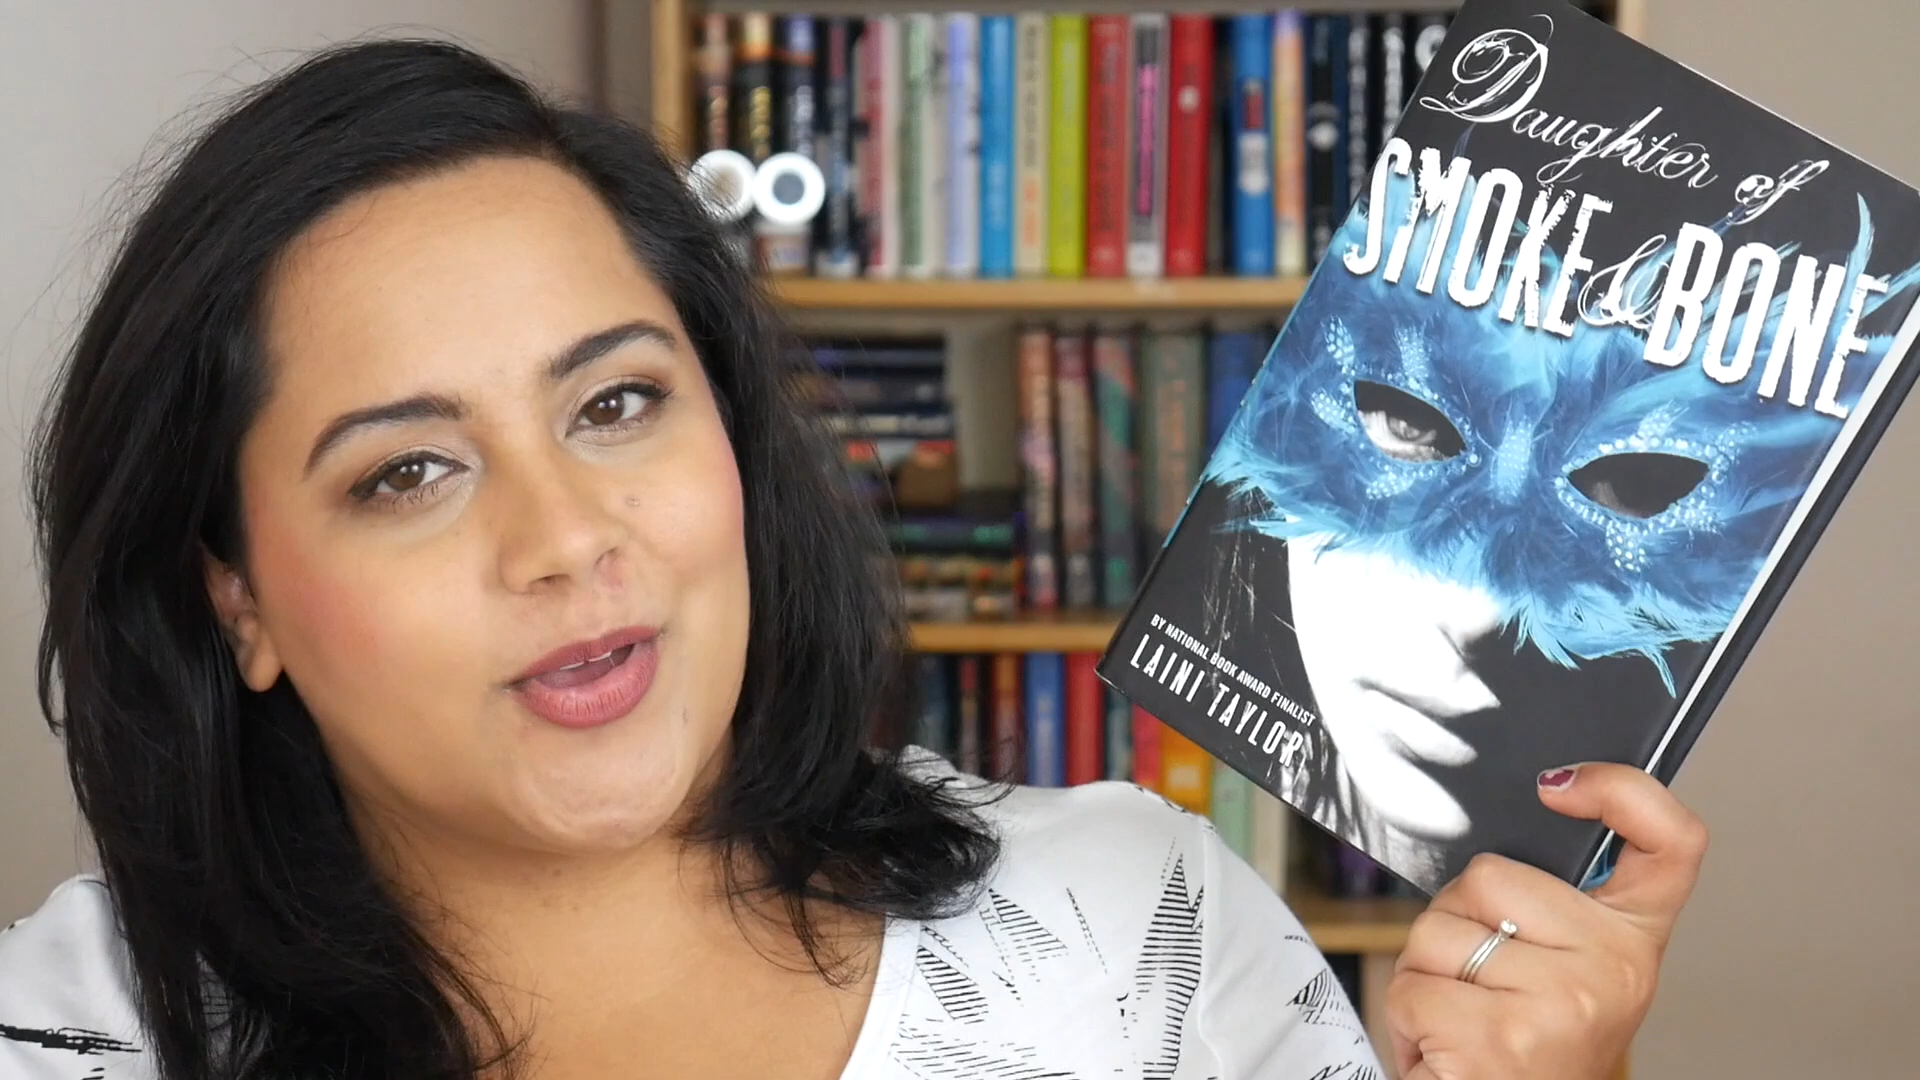 Daughter of
SMOKE & BONE
BY NATIONAL BOOK AWARD FINALIST
LAINI TAYLOR